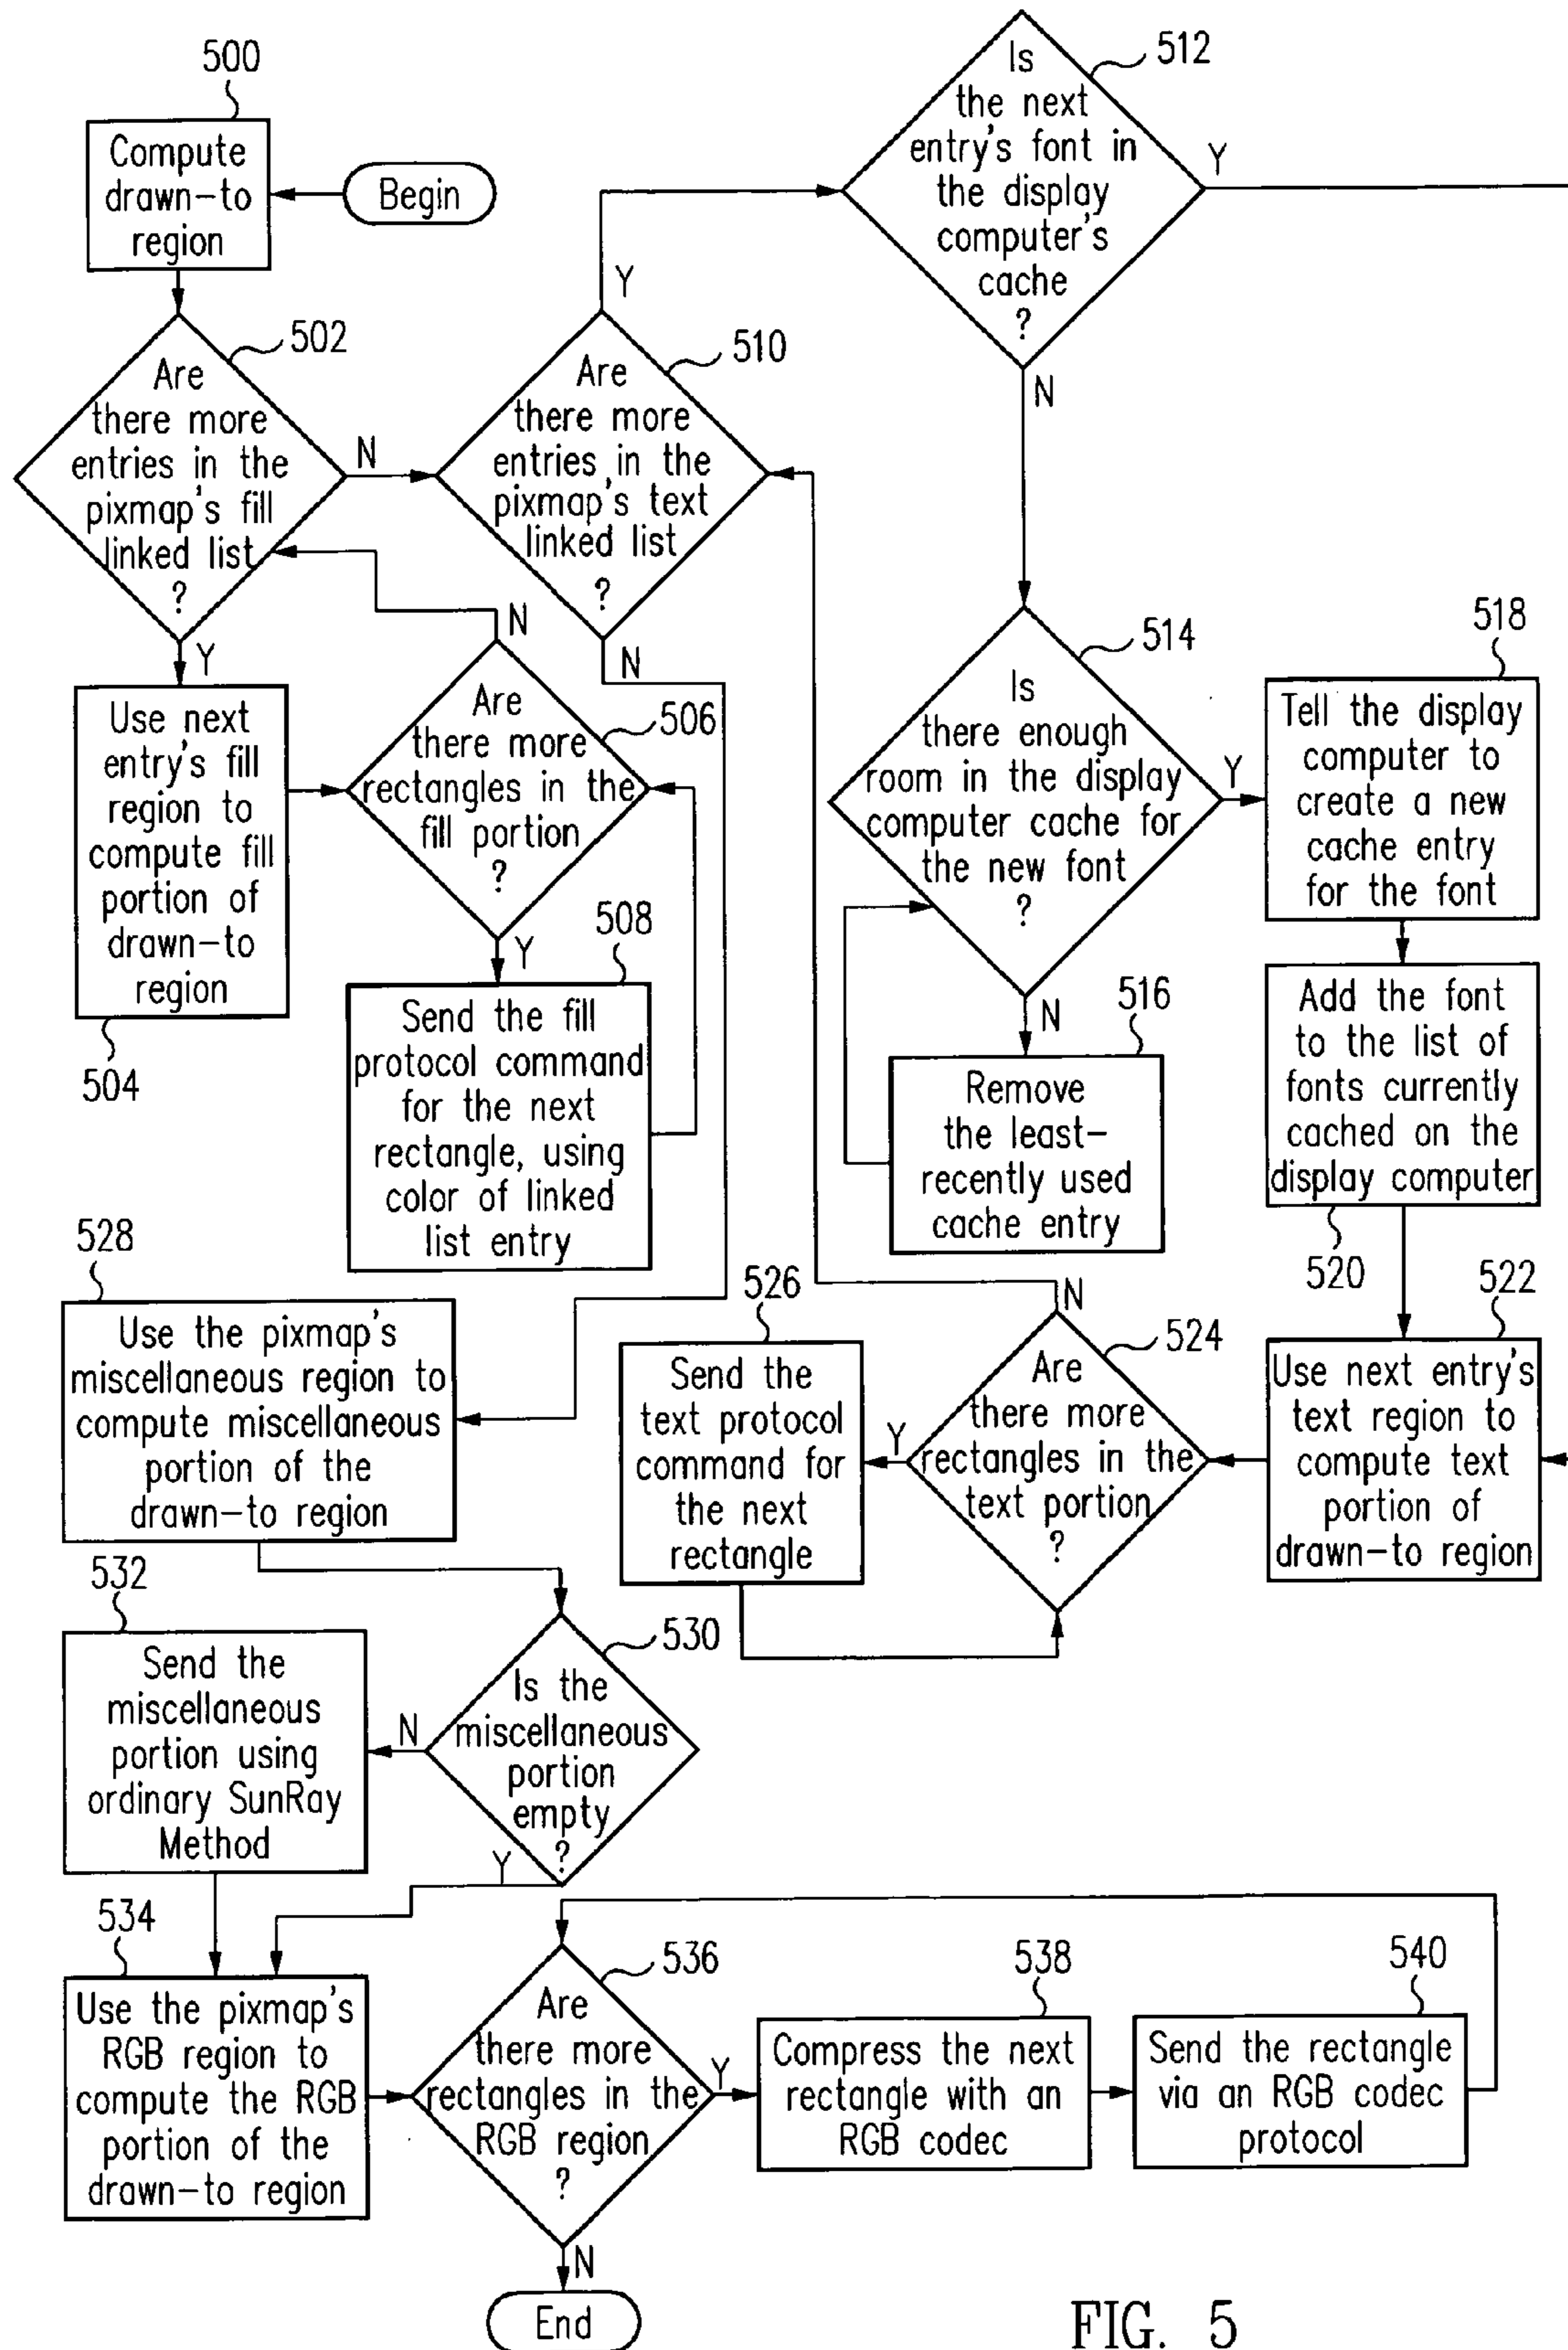 500
Compute
drawn-to
region
Begin
502
Are
there more
entries in the
pixmap's fill
linked list
?
N
Y
504
Use next
entry's fill
region to
compute fill
portion of
drawn-to
region
506
Are
there more
rectangles in the
fill portion
?
N
Y
508
Send the fill
protocol command
for the next
rectangle, using
color of linked
list entry
510
Are
there more
entries in the
pixmap's text
linked list
?
Y
N
512
Is
the next
entry's font in
the display
computer's
cache
?
Y
N
514
Is
there enough
room in the display
computer cache for
the new font
?
Y
N
516
Remove
the least-
recently used
cache entry
518
Tell the display
computer to
create a new
cache entry
for the font
Add the font
to the list of
fonts currently
cached on the
display computer
520
522
Use next entry's
text region to
compute text
portion of
drawn-to region
524
Are
there more
rectangles in the
text portion
?
N
Y
526
Send the
text protocol
command for
the next
rectangle
528
Use the pixmap's
miscellaneous region to
compute miscellaneous
portion of the
drawn-to region
530
Is the
miscellaneous
portion
empty
?
N
Y
532
Send the
miscellaneous
portion using
ordinary SunRay
Method
534
Use the pixmap's
RGB region to
compute the RGB
portion of the
drawn-to region
536
Are
there more
rectangles in the
RGB region
?
Y
N
538
Compress the next
rectangle with an
RGB codec
540
Send the rectangle
via an RGB codec
protocol
End
FIG. 5